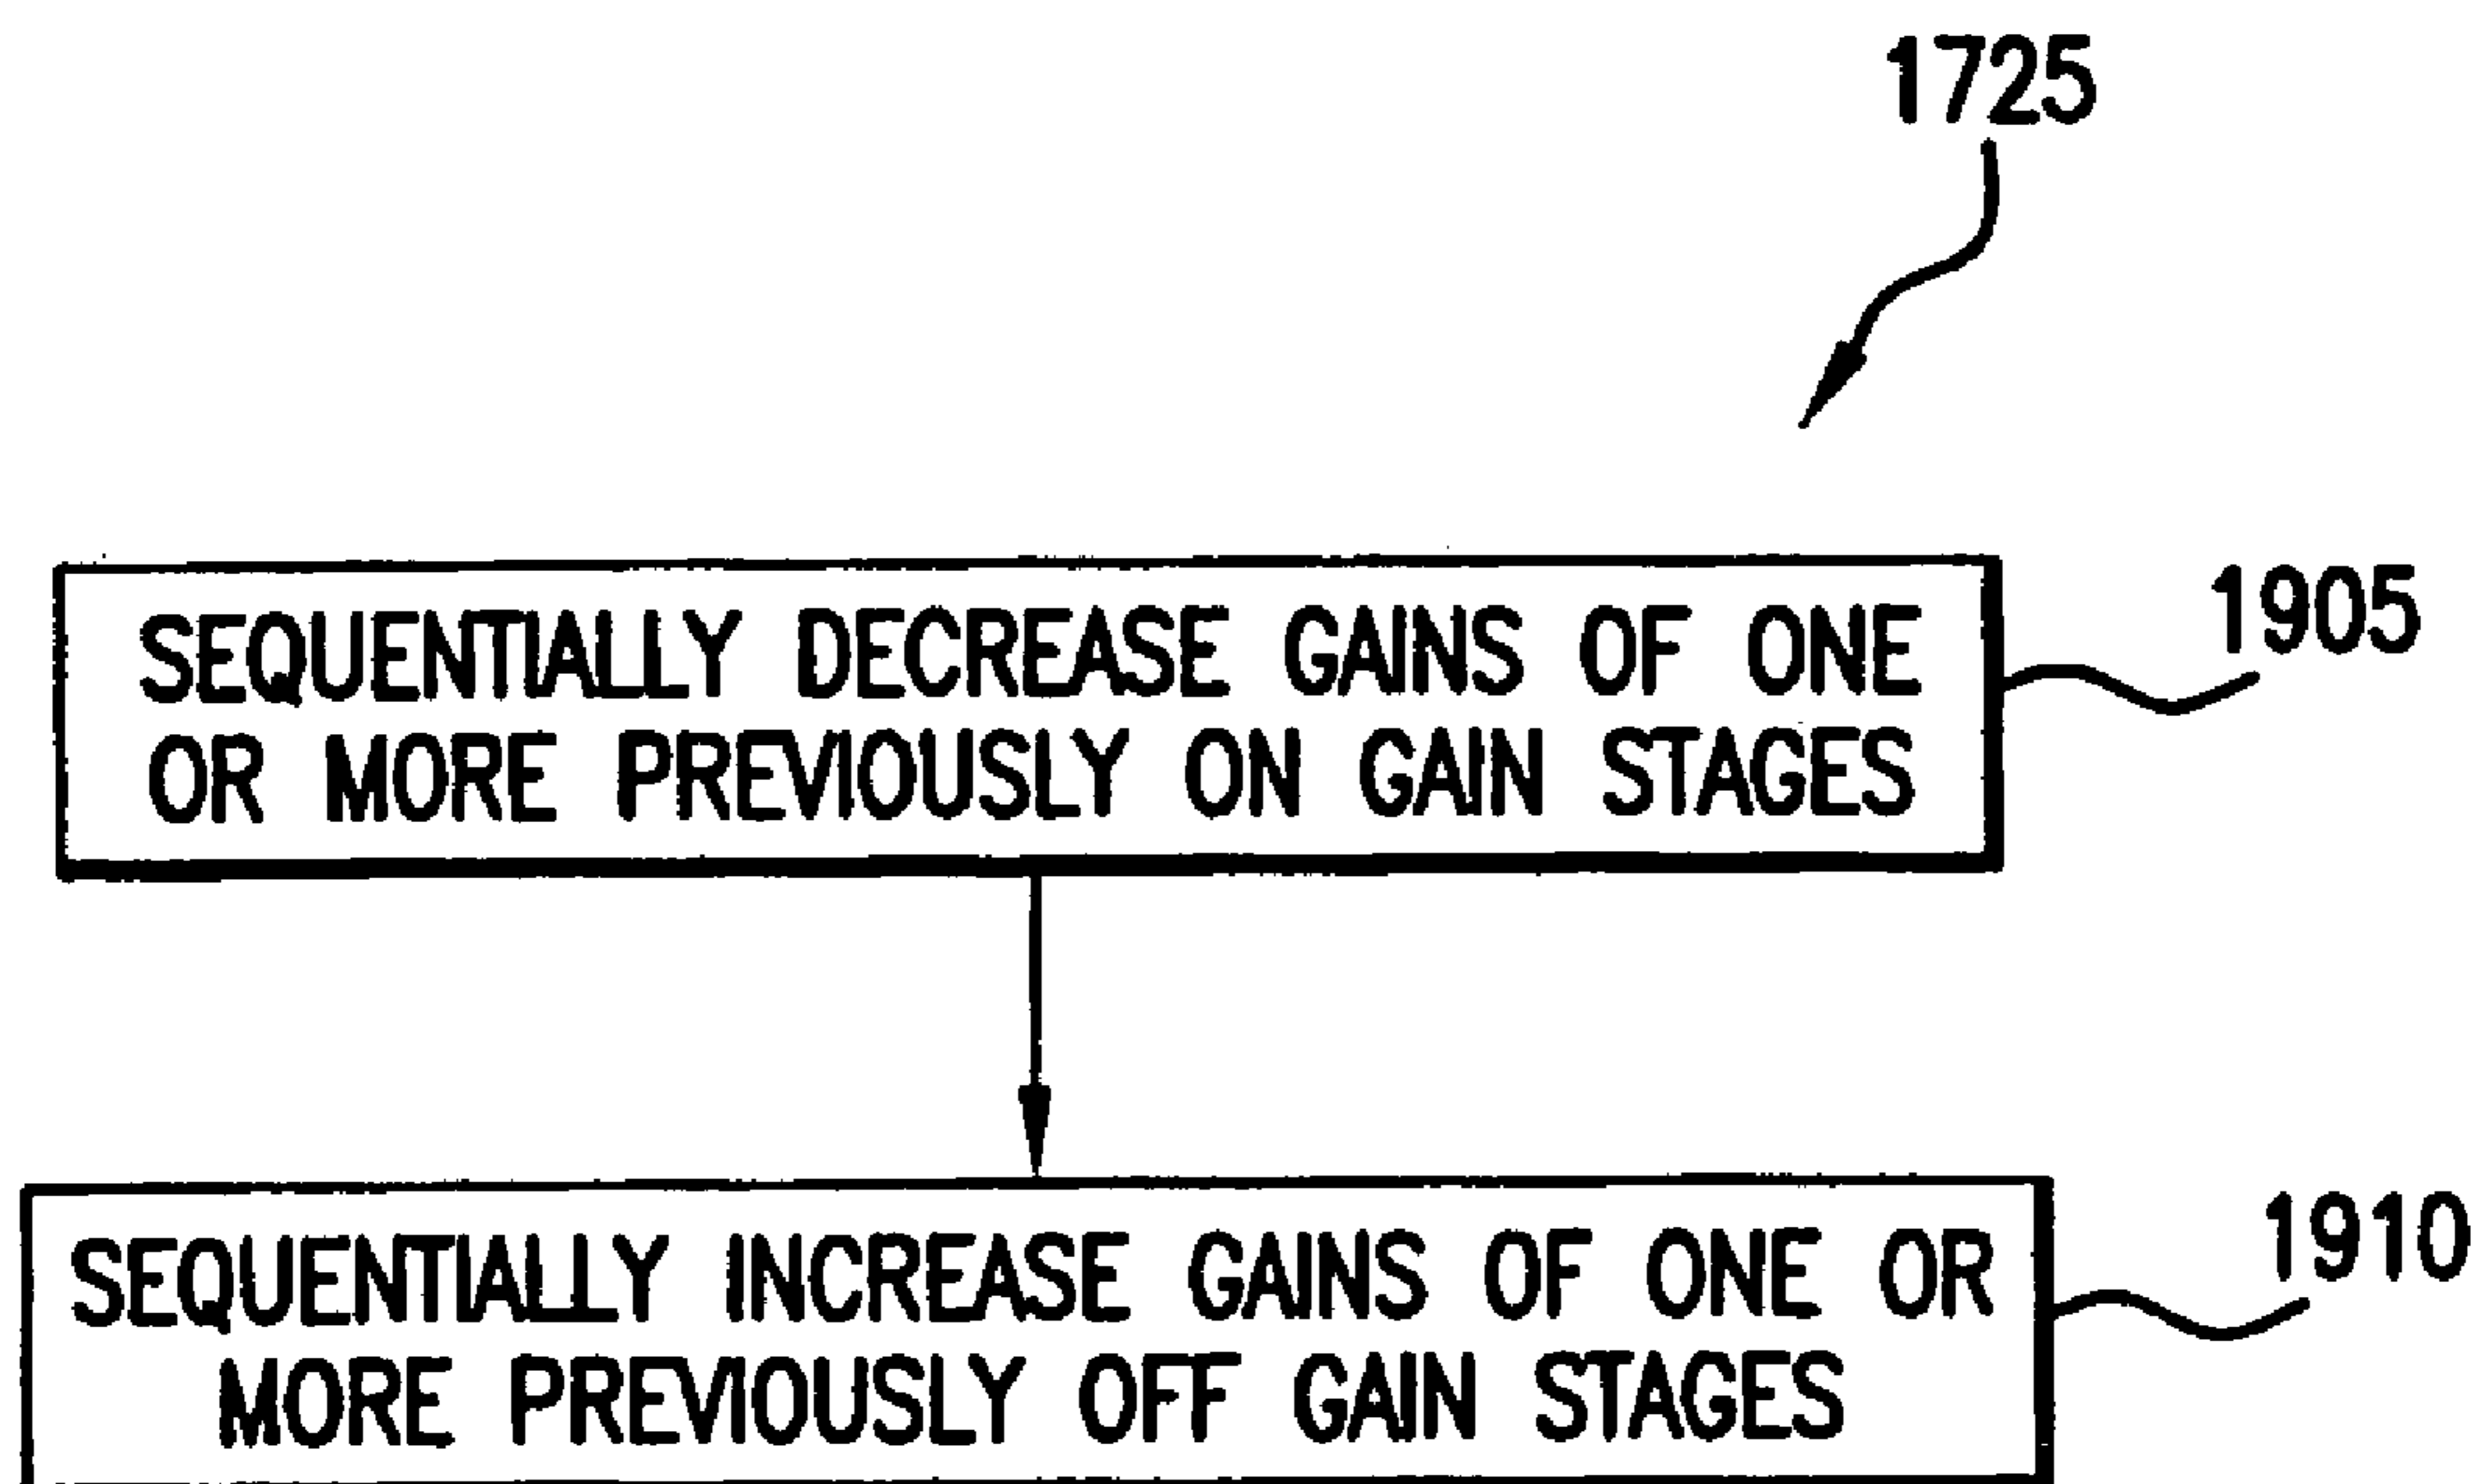 1725
SEQUENTIALLY DECREASE GAINS OF ONE
OR MORE PREVIOUSLY ON GAIN STAGES
1905
SEQUENTIALLY INCREASE GAINS OF ONE OR
MORE PREVIOUSLY OFF GAIN STAGES
1910